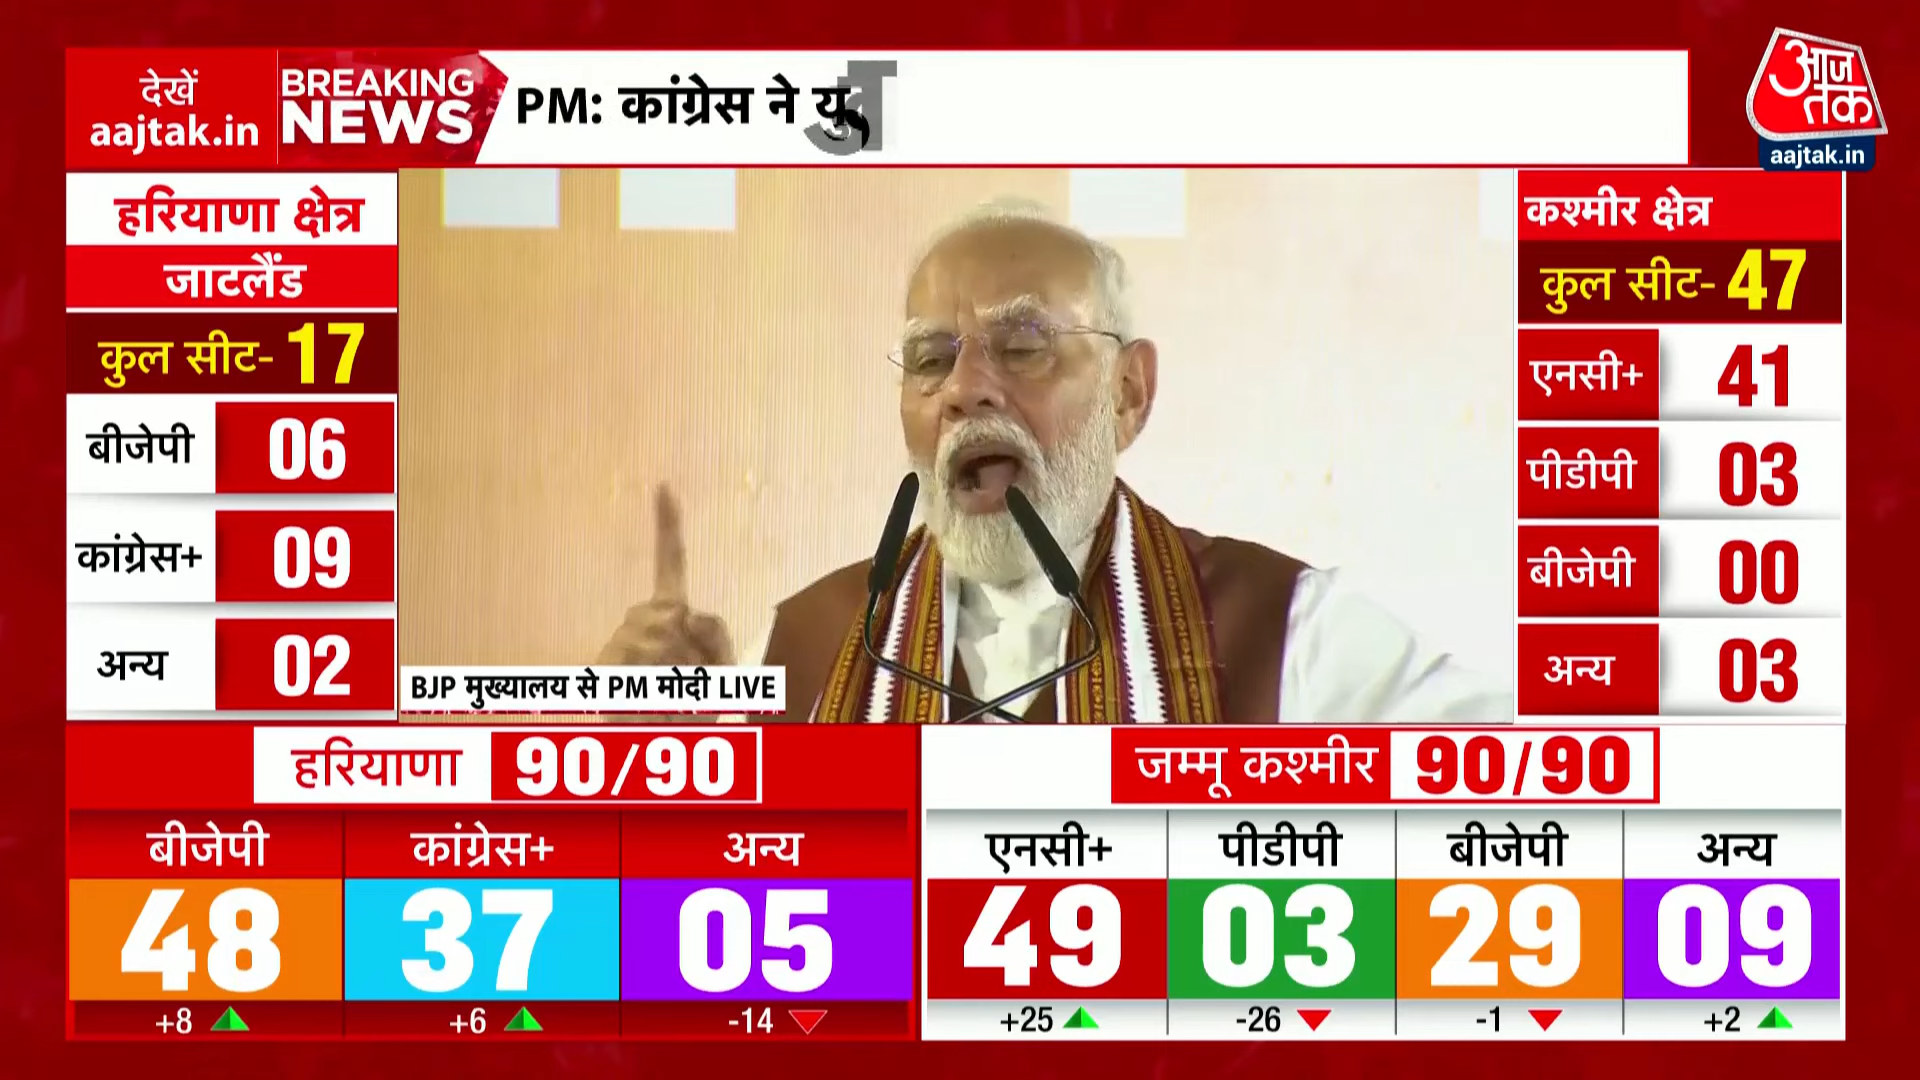 देखें
aajtak.in
BREAKING
NEWS
PM: कांग्रेस ने
आज
तक
aajtak.in
हरियाणा क्षेत्र
जाटलैंड
कुल सीट- 17
बीजेपी 06
कांग्रेस+ 09
अन्य 02
BJP मुख्यालय से PM मोदी LIVE
कश्मीर क्षेत्र
कुल सीट- 47
एनसी+ 41
पीडीपी 03
बीजेपी 00
अन्य 03
हरियाणा 90/90
बीजेपी कांग्रेस+ अन्य
48 37 05
+8 +6 -14
जम्मू कश्मीर 90/90
एनसी+ पीडीपी बीजेपी अन्य
49 03 29 09
+25 -26 -1 +2